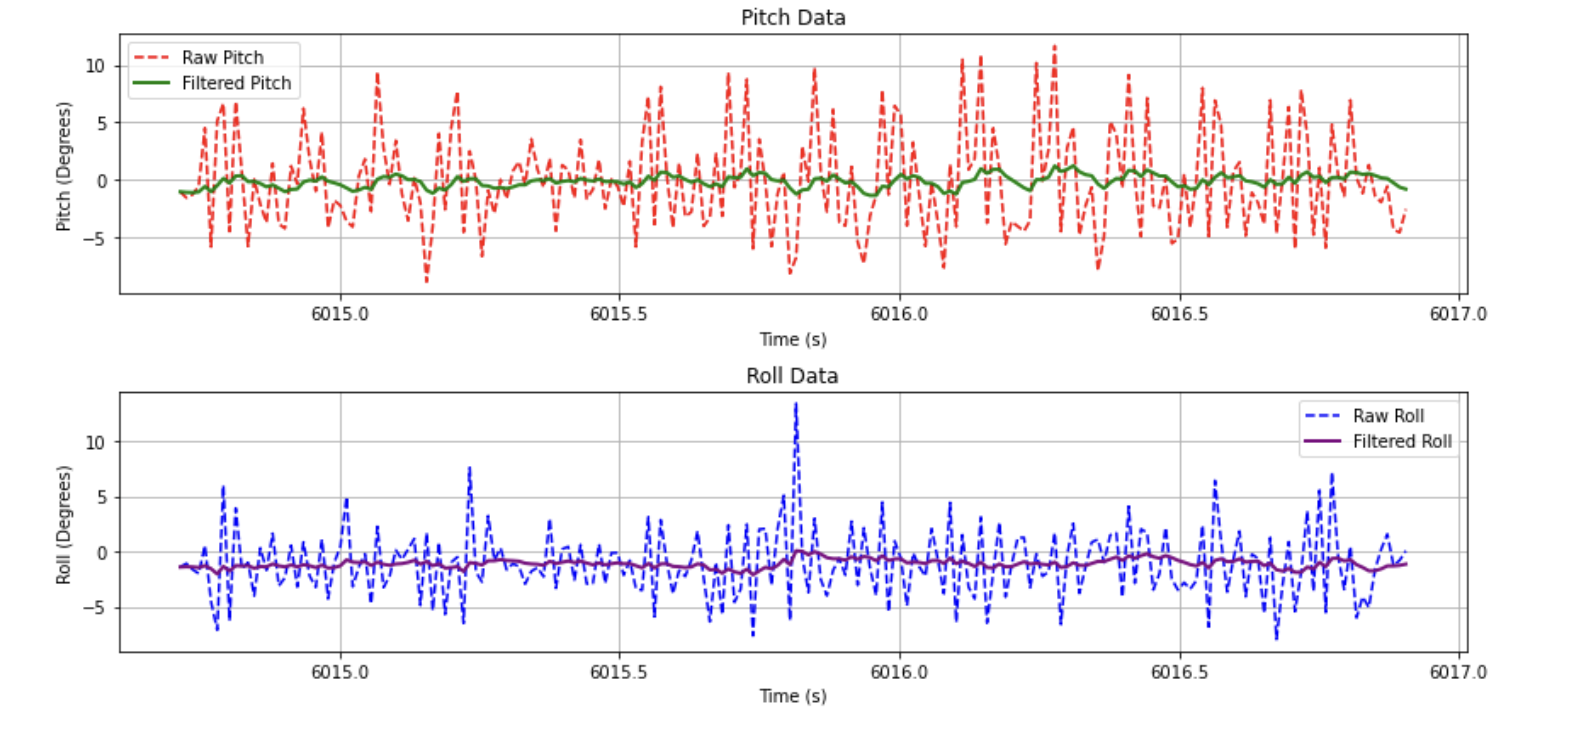 Pitch Data
Raw Pitch
Filtered Pitch
Pitch (Degrees)
10
5
0
−5
6015.0 6015.5 6016.0 6016.5 6017.0
Time (s)
Roll Data
Raw Roll
Filtered Roll
Roll (Degrees)
10
5
0
−5
6015.0 6015.5 6016.0 6016.5 6017.0
Time (s)